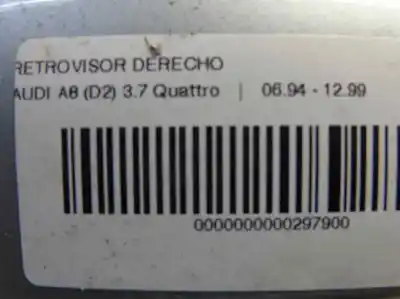 RETROVISOR DERECHO
AUDI A8 (D2) 3.7 Quattro | 06.94 - 12.99
0000000000297900